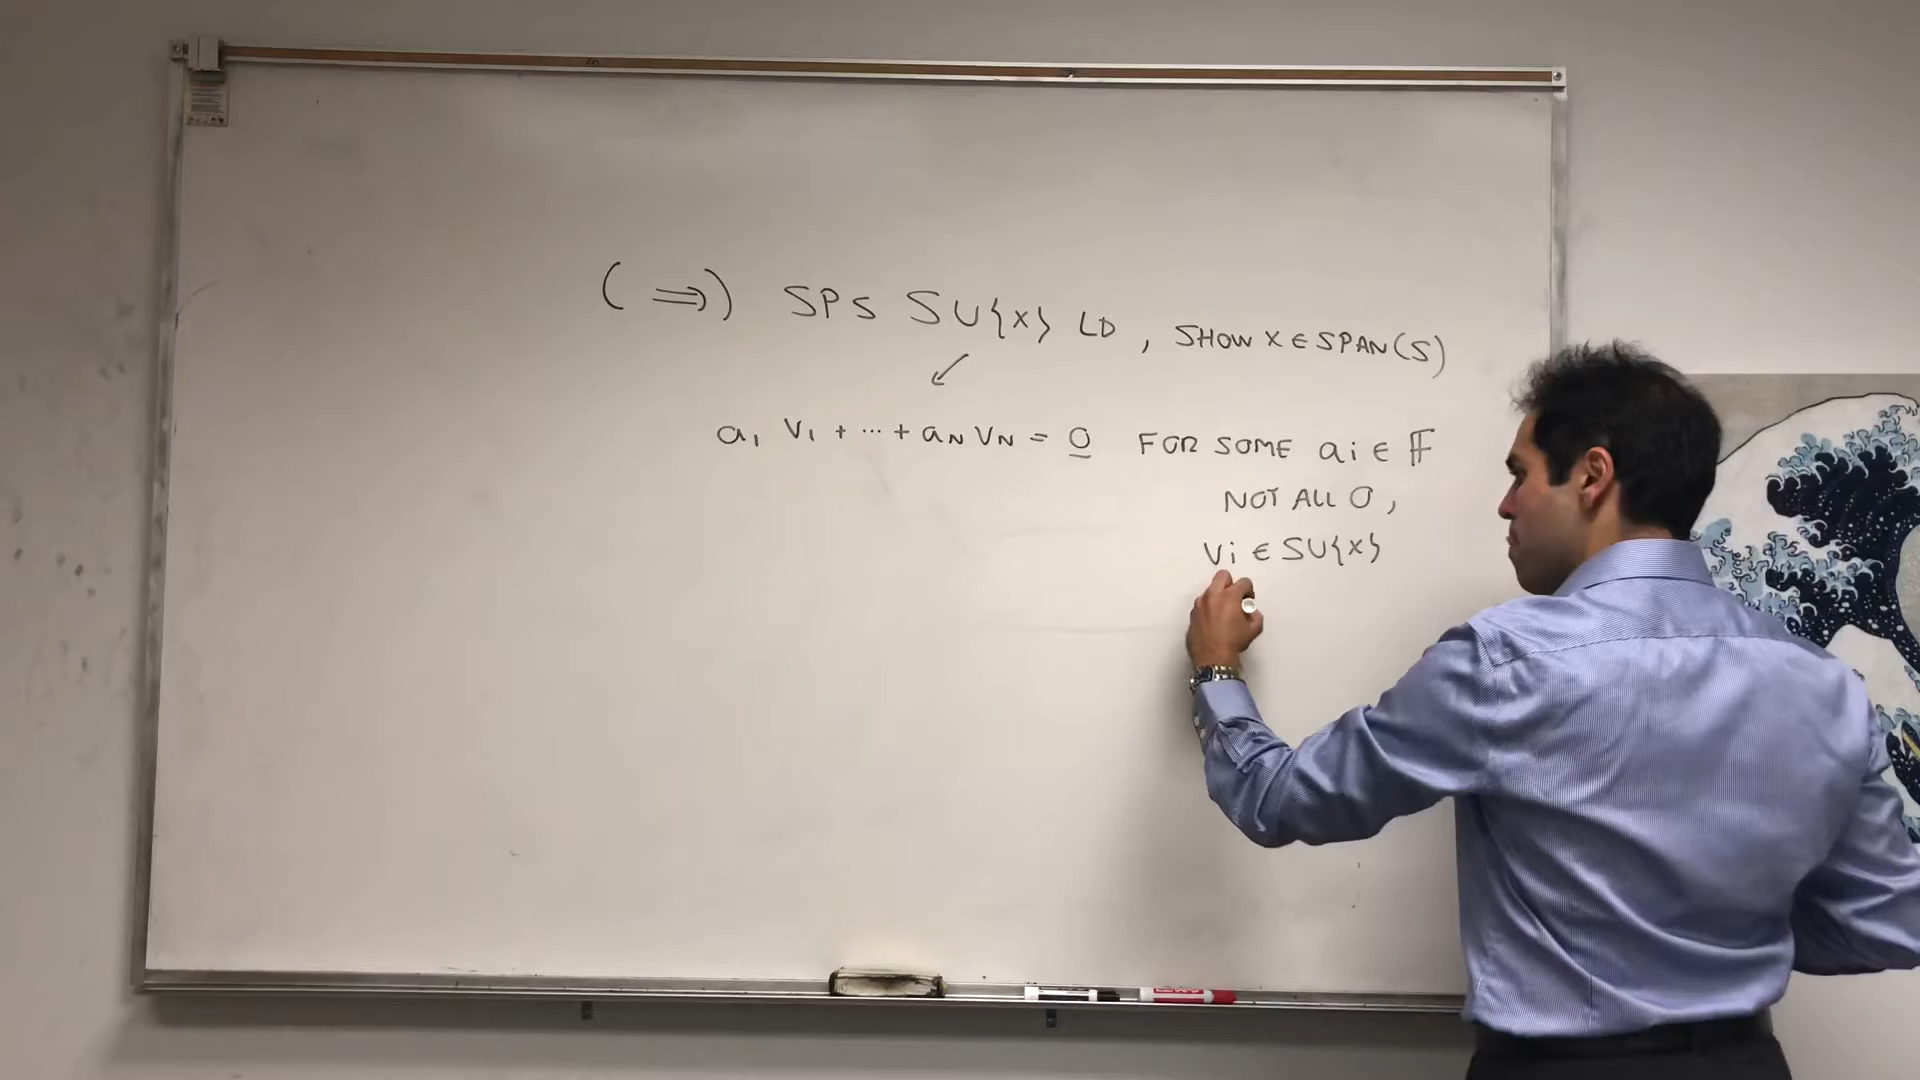 (⇒) SPS S∪{x} LD, SHOW x ∈ SPAN(S)
a₁ v₁ + ⋯ + aN vN = 0 FOR SOME ai ∈ 𝔽
NOT ALL 0,
vi ∈ S∪{x}